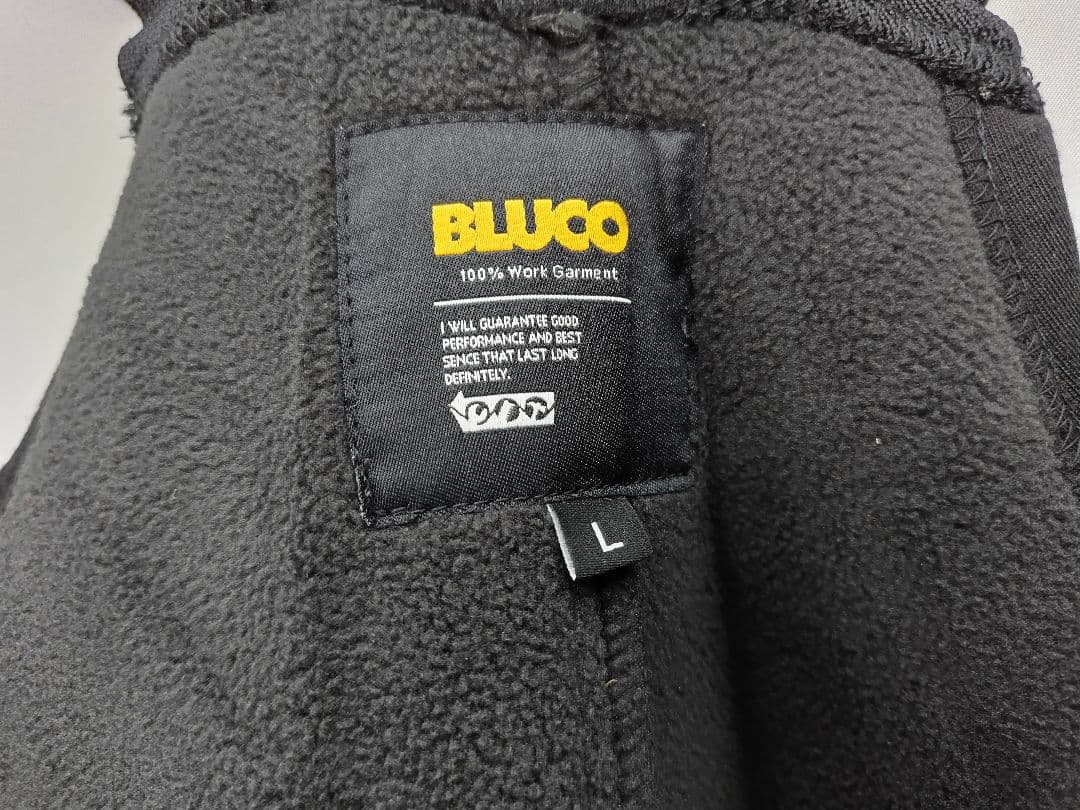 BLUCO
100% Work Garment
I WILL GUARANTEE GOOD
PERFORMANCE AND BEST
SENCE THAT LAST LONG
DEFINITELY.
L